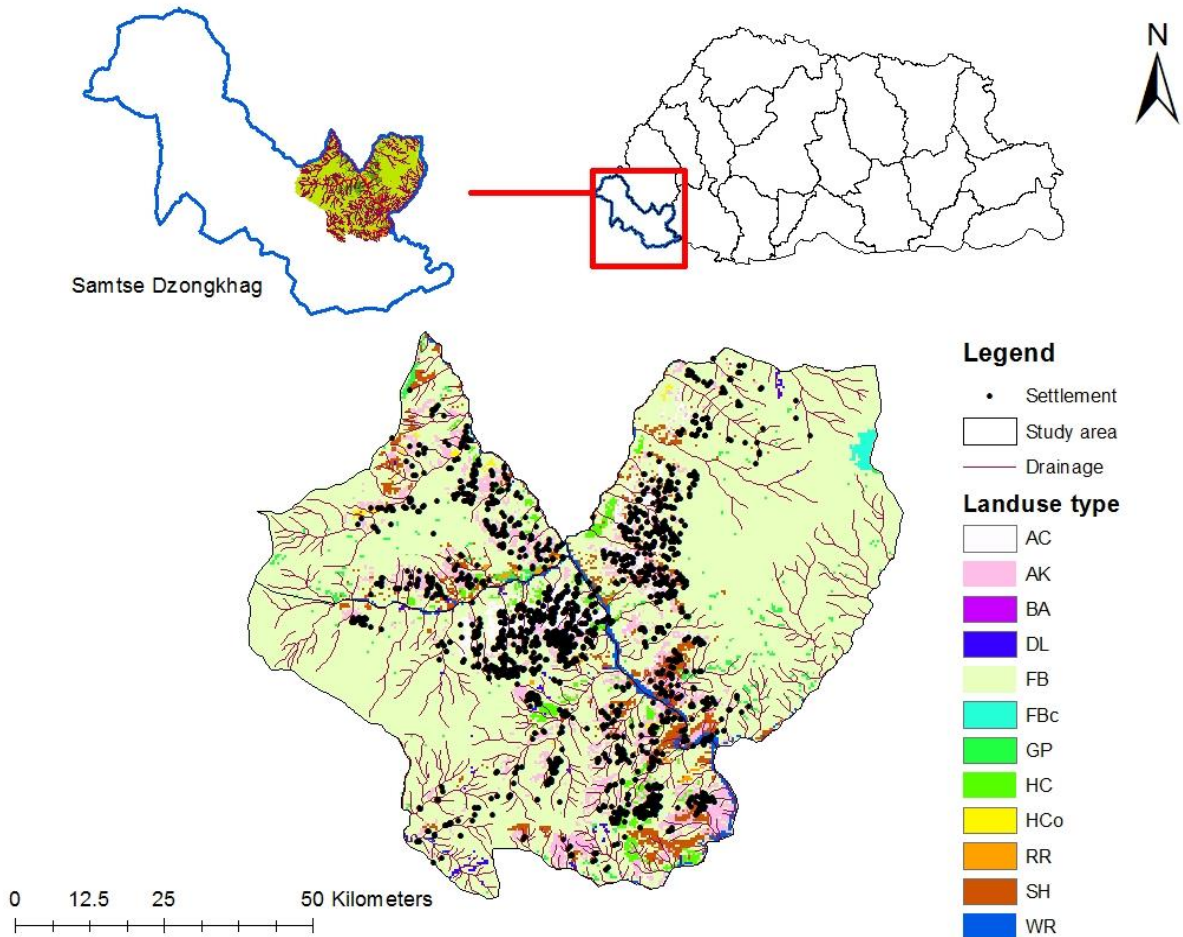 N
Samtse Dzongkhag
Legend
Settlement
Study area
Drainage
Landuse type
AC
AK
BA
DL
FB
FBc
GP
HC
HCo
RR
SH
WR
0 12.5 25 50 Kilometers